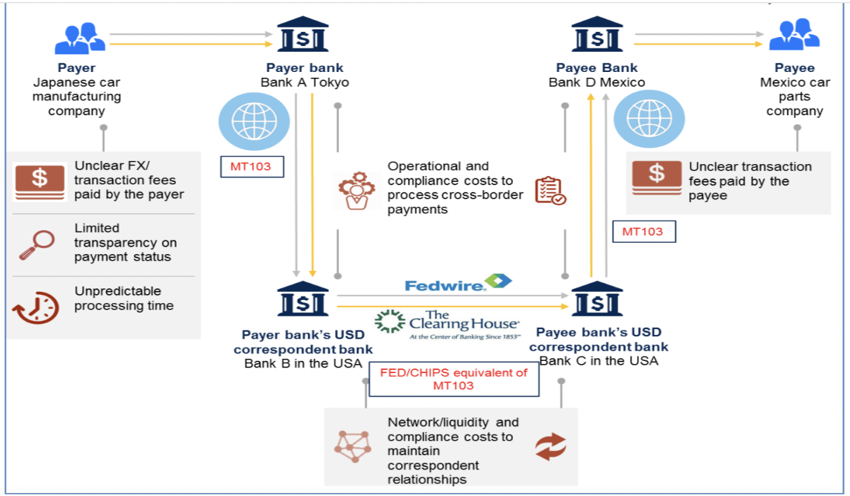 Payer
Japanese car
manufacturing
company
Payer bank
Bank A Tokyo
Payee Bank
Bank D Mexico
Payee
Mexico car
parts
company
MT103
Unclear FX/
transaction fees
paid by the payer
Limited
transparency on
payment status
Unpredictable
processing time
Operational and
compliance costs to
process cross-border
payments
Unclear transaction
fees paid by the
payee
MT103
Fedwire
The
Clearing House
At the Center of Banking Since 1853
Payer bank's USD
correspondent bank
Bank B in the USA
Payee bank's USD
correspondent bank
Bank C in the USA
FED/CHIPS equivalent of
MT103
Network/liquidity and
compliance costs to
maintain
correspondent
relationships